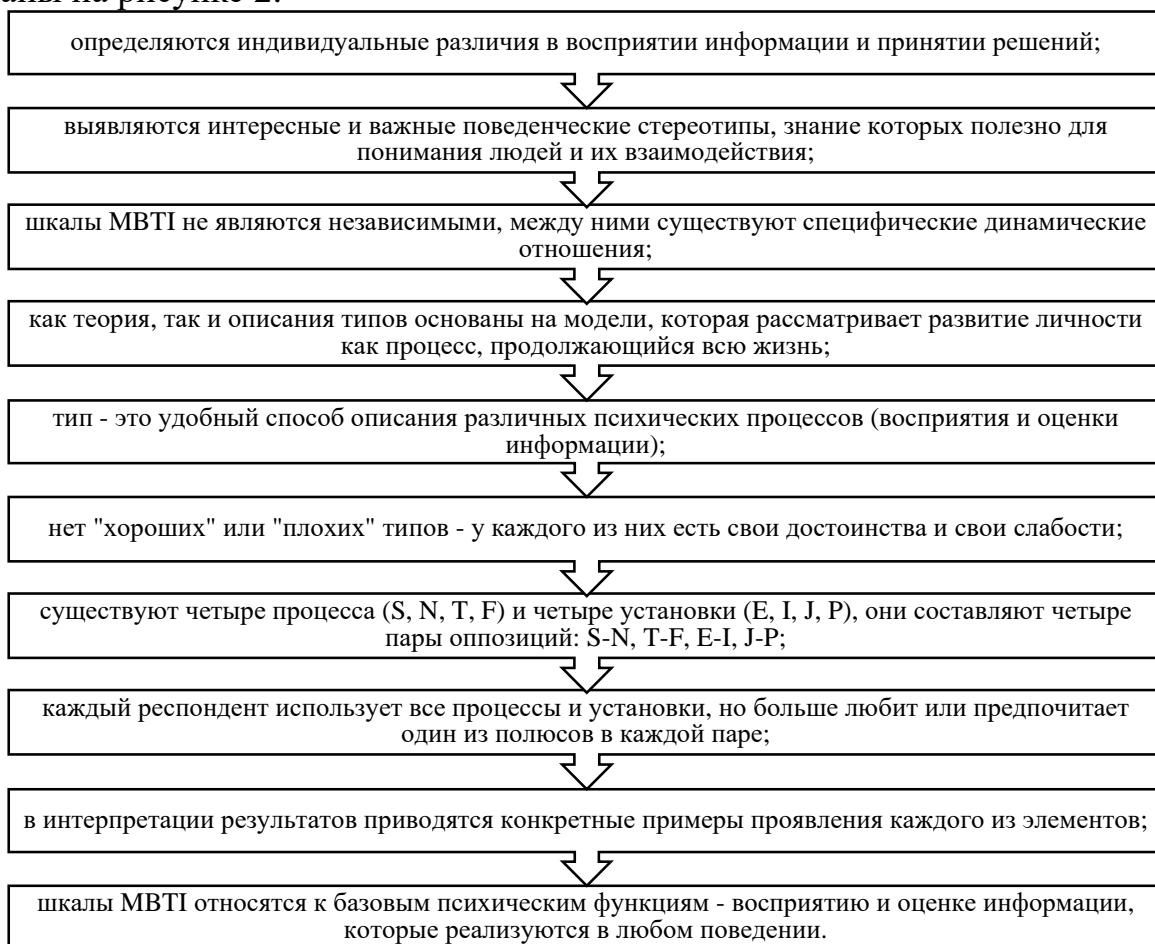 на рисунке 2.
определяются индивидуальные различия в восприятии информации и принятии решений;
выявляются интересные и важные поведенческие стереотипы, знание которых полезно для
понимания людей и их взаимодействия;
шкалы MBTI не являются независимыми, между ними существуют специфические динамические
отношения;
как теория, так и описания типов основаны на модели, которая рассматривает развитие личности
как процесс, продолжающийся всю жизнь;
тип - это удобный способ описания различных психических процессов (восприятия и оценки
информации);
нет "хороших" или "плохих" типов - у каждого из них есть свои достоинства и свои слабости;
существуют четыре процесса (S, N, T, F) и четыре установки (E, I, J, P), они составляют четыре
пары оппозиций: S-N, T-F, E-I, J-P;
каждый респондент использует все процессы и установки, но больше любит или предпочитает
один из полюсов в каждой паре;
в интерпретации результатов приводятся конкретные примеры проявления каждого из элементов;
шкалы MBTI относятся к базовым психическим функциям - восприятию и оценке информации,
которые реализуются в любом поведении.